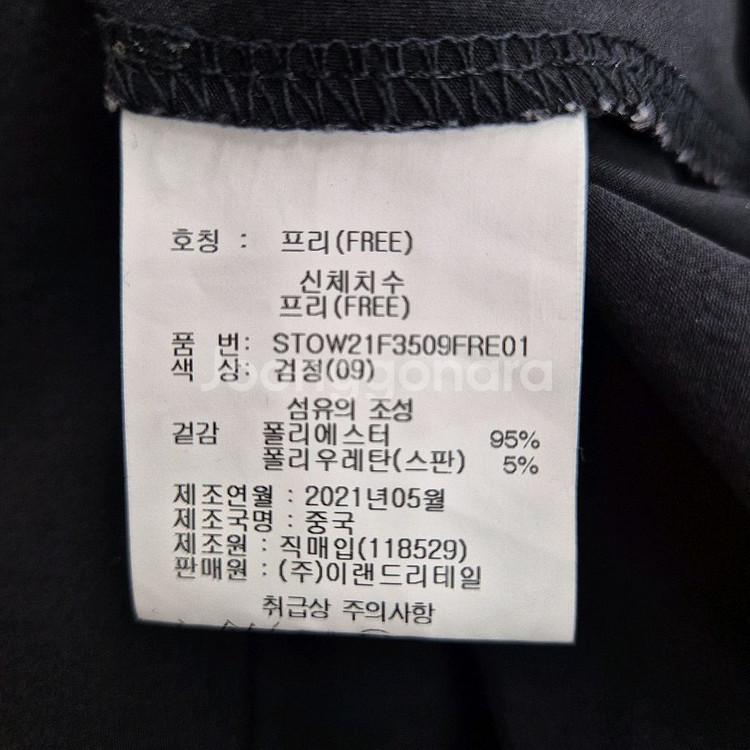 호칭 : 프리(FREE)
신체치수
프리(FREE)
품 번: STOW21F3509FRE01
색 상: 검정(09)
Joonggonara
섬유의 조성
겉감 폴리에스터 95%
폴리우레탄(스판) 5%
제조연월 : 2021년05월
제조국명 : 중국
제조원 : 직매입(118529)
판매원 : (주)이랜드리테일
취급상 주의사항